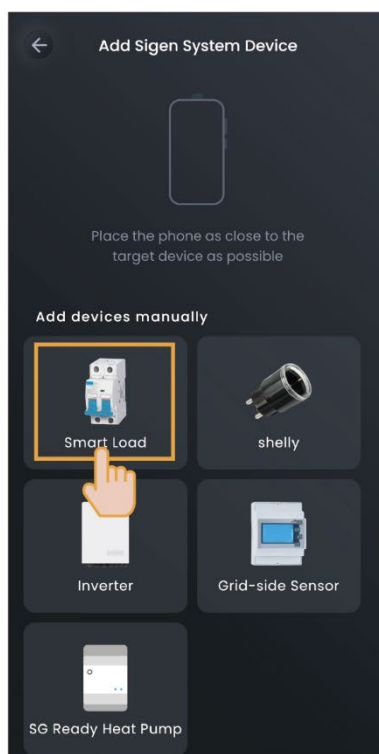 Add Sigen System Device
Place the phone as close to the
target device as possible
Add devices manually
Smart Load
shelly
Inverter
Grid-side Sensor
SG Ready Heat Pump